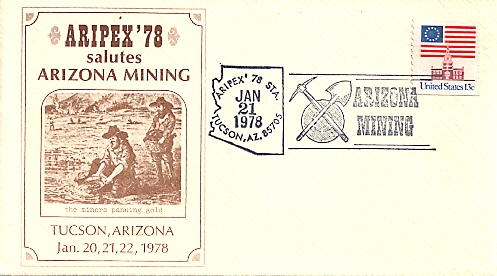 ARIPEX '78
salutes
ARIZONA MINING
the miners panning gold
TUCSON, ARIZONA
Jan. 20, 21, 22, 1978
ARIPEX '78 STA.
JAN
21
1978
TUCSON, AZ. 85705
ARIZONA
MINING
United States 13c